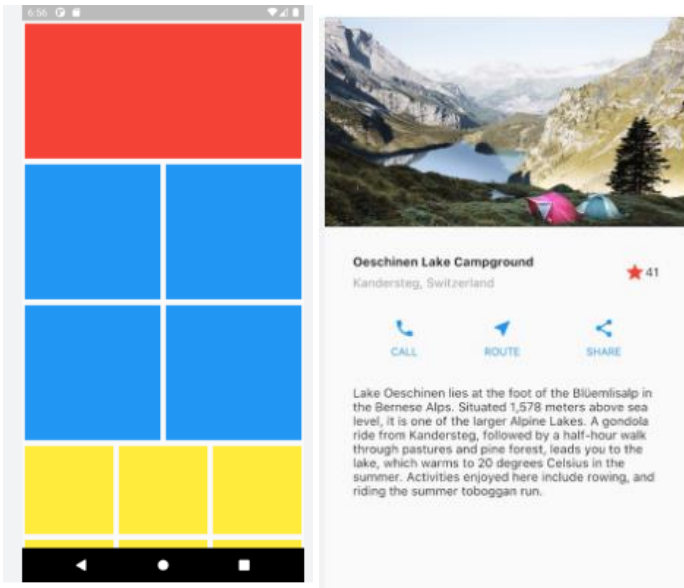 6:56
Oeschinen Lake Campground
Kandersteg, Switzerland
41
CALL
ROUTE
SHARE
Lake Oeschinen lies at the foot of the Blüemlisalp in
the Bernese Alps. Situated 1,578 meters above sea
level, it is one of the larger Alpine Lakes. A gondola
ride from Kandersteg, followed by a half-hour walk
through pastures and pine forest, leads you to the
lake, which warms to 20 degrees Celsius in the
summer. Activities enjoyed here include rowing, and
riding the summer toboggan run.